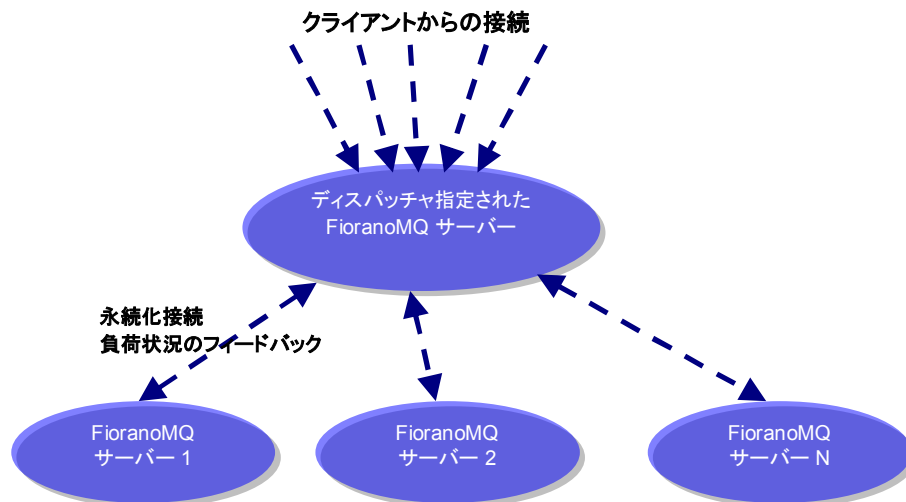 クライアントからの接続
ディスパッチャ指定された
FioranoMQ サーバー
永続化接続
負荷状況のフィードバック
FioranoMQ
サーバー 1
FioranoMQ
サーバー 2
FioranoMQ
サーバー N